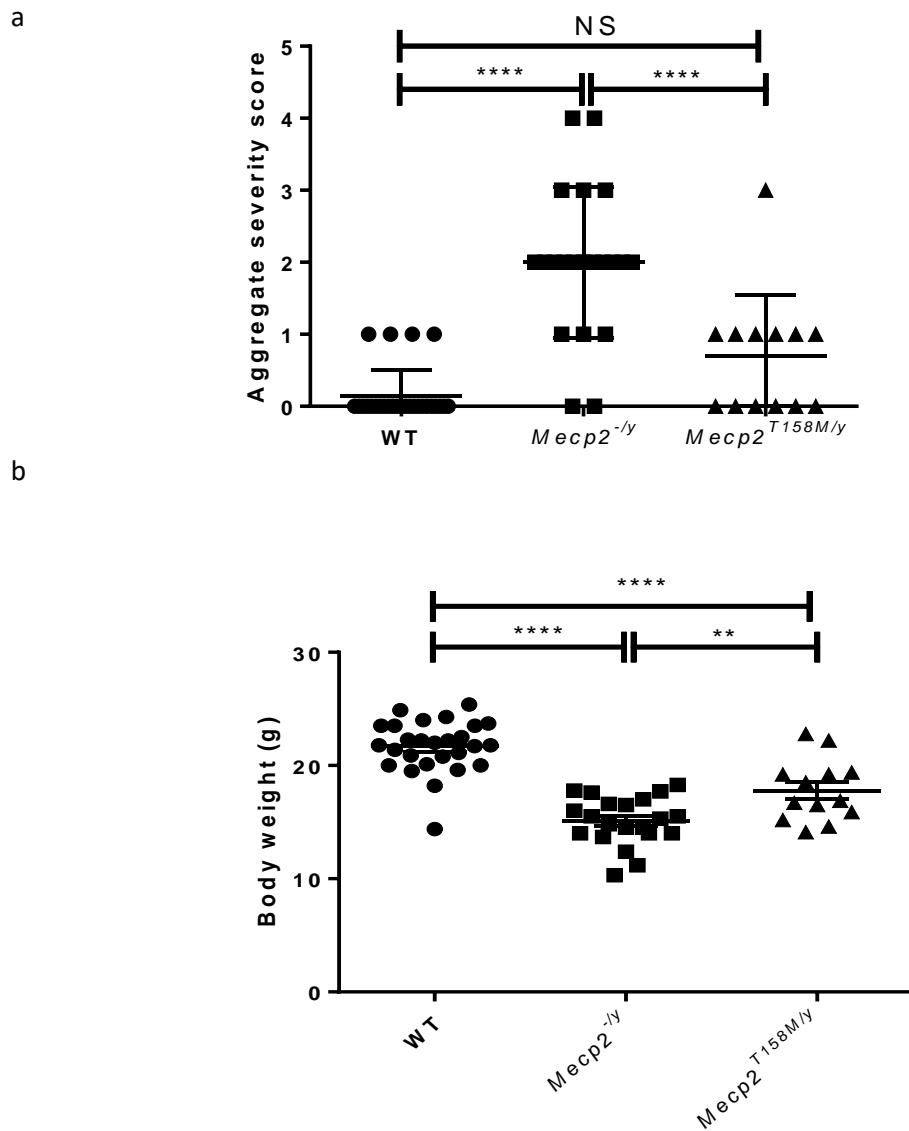 a
NS
**** ****
Aggregate severity score
5
4
3
2
1
0
WT Mecp2-/y Mecp2T158M/y
b
****
**** **
Body weight (g)
30
20
10
0
WT Mecp2-/y Mecp2T158M/y